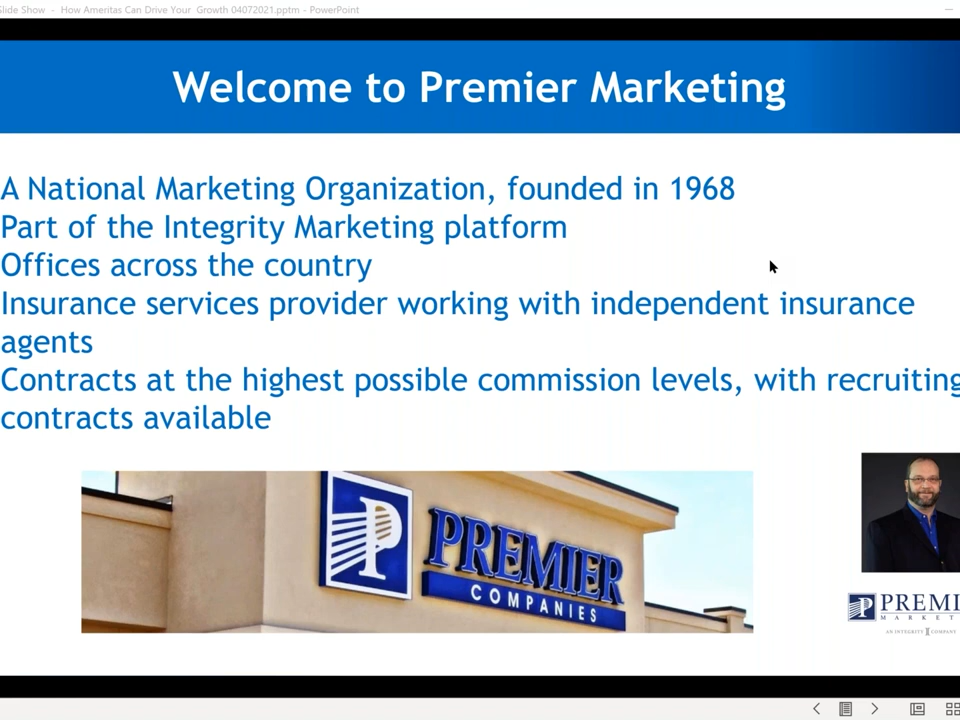 Slide Show - How Ameritas Can Drive Your Growth 04072021.pptm - PowerPoint
Welcome to Premier Marketing
A National Marketing Organization, founded in 1968
Part of the Integrity Marketing platform
Offices across the country
Insurance services provider working with independent insurance
agents
Contracts at the highest possible commission levels, with recruiting
contracts available
P PREMIER
COMPANIES
P PREMI
MARKET
AN INTEGRITY COMPANY